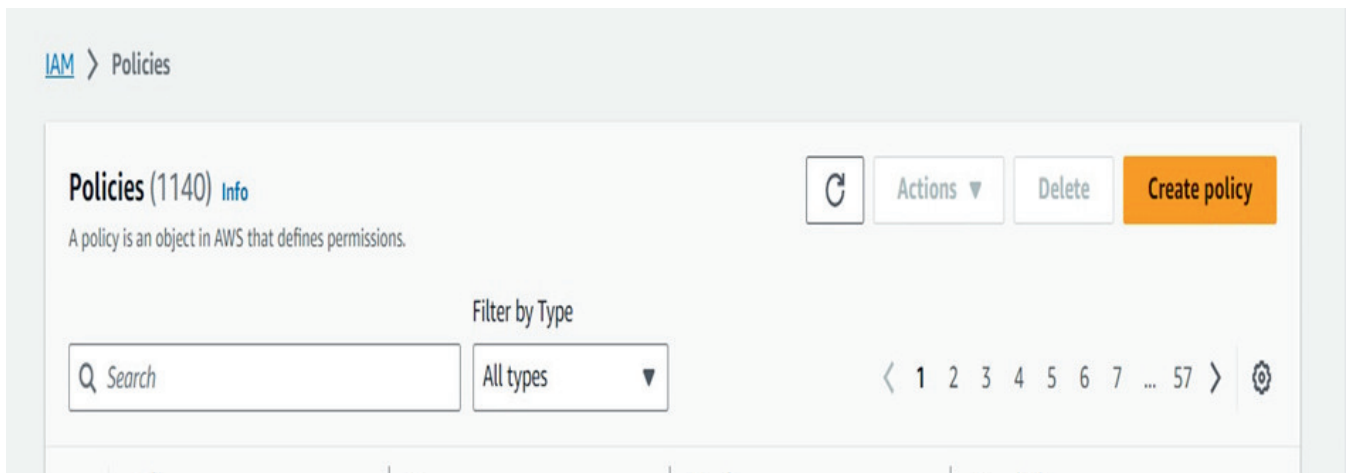 IAM > Policies
Policies (1140) Info
Actions ▼ Delete Create policy
A policy is an object in AWS that defines permissions.
Filter by Type
Search
All types ▼
< 1 2 3 4 5 6 7 ... 57 >